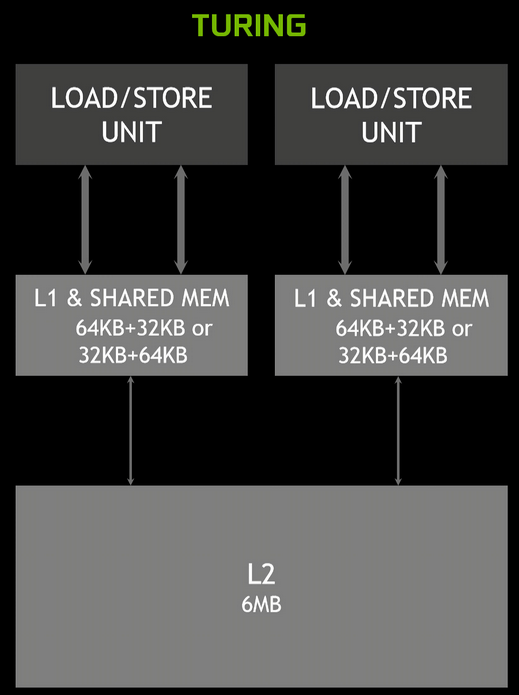 TURING
LOAD/STORE
UNIT
LOAD/STORE
UNIT
L1 & SHARED MEM
64KB+32KB or
32KB+64KB
L1 & SHARED MEM
64KB+32KB or
32KB+64KB
L2
6MB